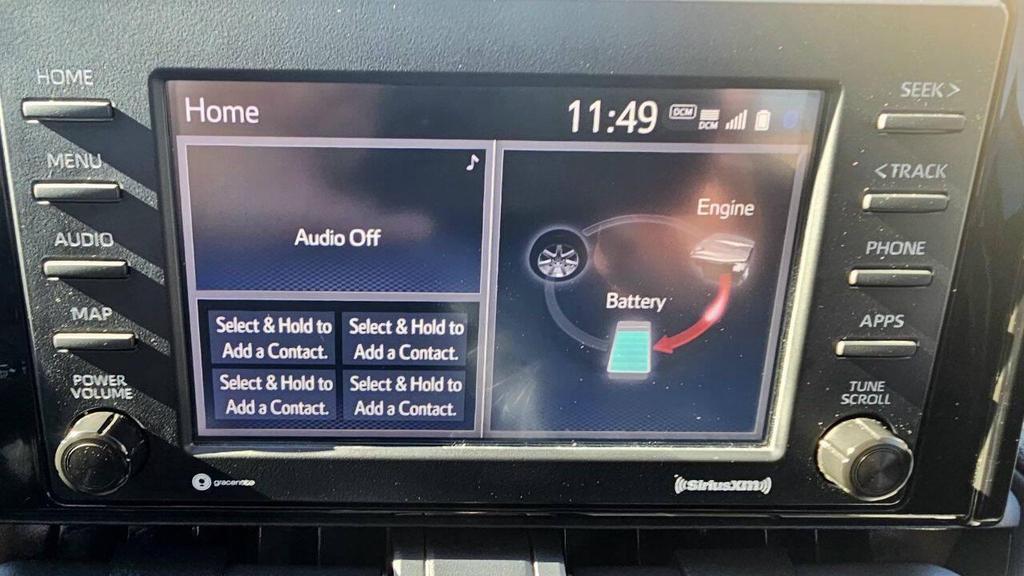 HOME
MENU
AUDIO
MAP
POWER
VOLUME
Home
11:49
DCM
DCM
Audio Off
Select & Hold to
Add a Contact.
Select & Hold to
Add a Contact.
Select & Hold to
Add a Contact.
Select & Hold to
Add a Contact.
Engine
Battery
SEEK >
< TRACK
PHONE
APPS
TUNE
SCROLL
gracenote
((SiriusXM))